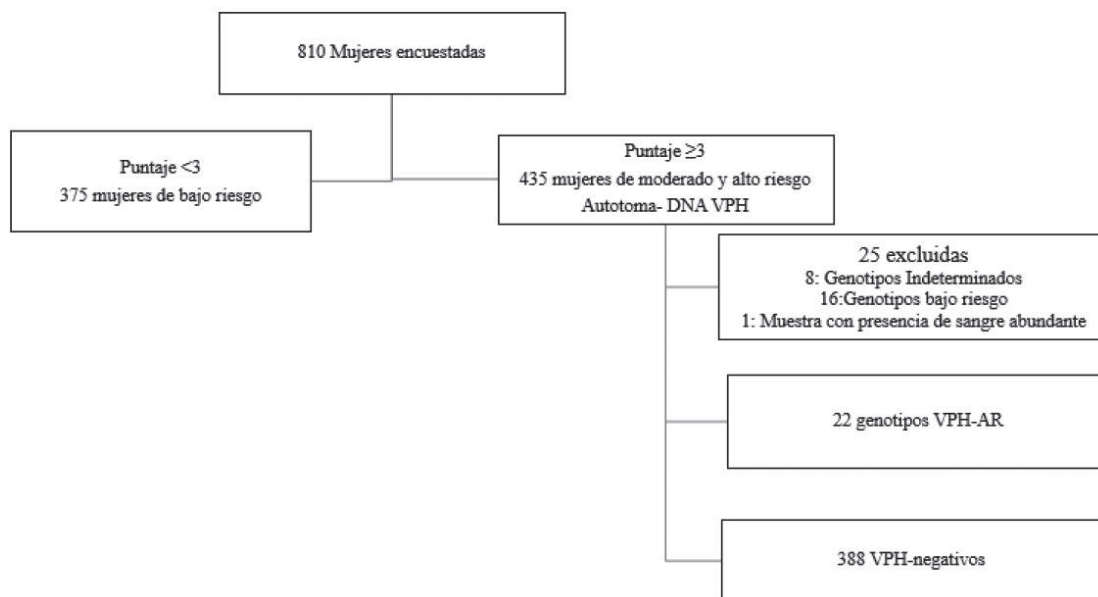 810 Mujeres encuestadas
Puntaje <3
375 mujeres de bajo riesgo
Puntaje ≥3
435 mujeres de moderado y alto riesgo
Autotoma- DNA VPH
25 excluidas
8: Genotipos Indeterminados
16:Genotipos bajo riesgo
1: Muestra con presencia de sangre abundante
22 genotipos VPH-AR
388 VPH-negativos